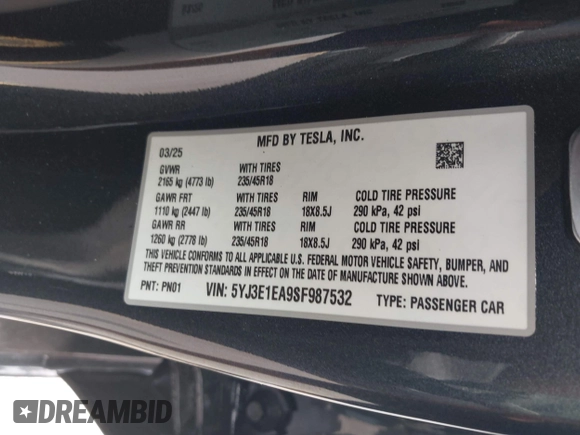 MFD BY TESLA, INC.
03/25
GVWR WITH TIRES
2165 kg (4773 lb) 235/45R18
GAWR FRT WITH TIRES RIM COLD TIRE PRESSURE
1110 kg (2447 lb) 235/45R18 18X8.5J 290 kPa, 42 psi
GAWR RR WITH TIRES RIM COLD TIRE PRESSURE
1260 kg (2778 lb) 235/45R18 18X8.5J 290 kPa, 42 psi
THIS VEHICLE CONFORMS TO ALL APPLICABLE U.S. FEDERAL MOTOR VEHICLE SAFETY, BUMPER, AND
THEFT PREVENTION STANDARDS IN EFFECT ON THE DATE OF MANUFACTURE SHOWN ABOVE.
PNT: PN01 VIN: 5YJ3E1EA9SF987532 TYPE: PASSENGER CAR
DREAMBID